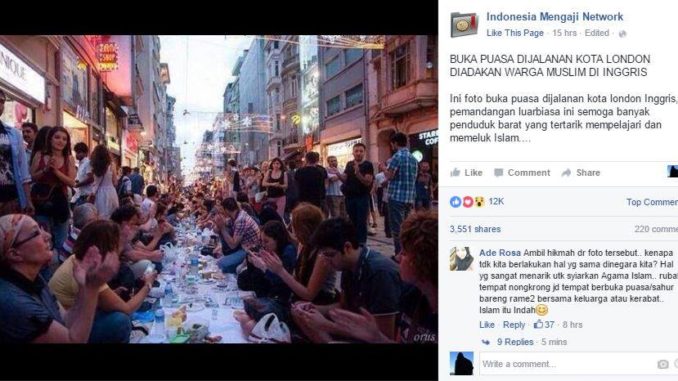 Indonesia Mengaji Network
Like This Page · 15 hrs · Edited ·
BUKA PUASA DIJALANAN KOTA LONDON
DIADAKAN WARGA MUSLIM DI INGGRIS
Ini foto buka puasa dijalanan kota london Inggris,
pemandangan luarbiasa ini semoga banyak
penduduk barat yang tertarik mempelajari dan
memeluk Islam....
Like Comment Share
12K Top Commen
3,551 shares 220 comme
Ade Rosa Ambil hikmah dr foto tersebut.. kenapa
tdk kita berlakukan hal yg sama dinegara kita? Hal
yg sangat menarik utk syiarkan Agama Islam.. rubah
tempat nongkrong jd tempat berbuka puasa/sahur
bareng rame2 bersama keluarga atau kerabat..
Islam itu Indah😊
Like · Reply · 37 · 8 hrs
9 Replies · 5 mins
Write a comment...
NIQUE
STARB
COFF
orus